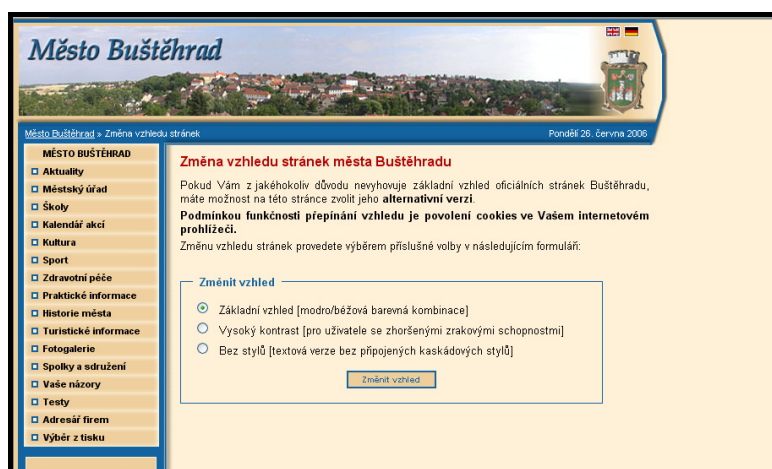 Město Buštěhrad
Město Buštěhrad » Změna vzhledu stránek
Pondělí 26. června 2006
MĚSTO BUŠTĚHRAD
Aktuality
Městský úřad
Školy
Kalendář akcí
Kultura
Sport
Zdravotní péče
Praktické informace
Historie města
Turistické informace
Fotogalerie
Spolky a sdružení
Vaše názory
Testy
Adresář firem
Výběr z tisku
Změna vzhledu stránek města Buštěhradu
Pokud Vám z jakéhokoliv důvodu nevyhovuje základní vzhled oficiálních stránek Buštěhradu,
máte možnost na této stránce zvolit jeho alternativní verzi.
Podmínkou funkčnosti přepínání vzhledu je povolení cookies ve Vašem internetovém
prohlížeči.
Změnu vzhledu stránek provedete výběrem příslušné volby v následujícím formuláři:
Změnit vzhled
Základní vzhled [modro/béžová barevná kombinace]
Vysoký kontrast [pro uživatele se zhoršenými zrakovými schopnostmi]
Bez stylů [textová verze bez připojených kaskádových stylů]
Změnit vzhled